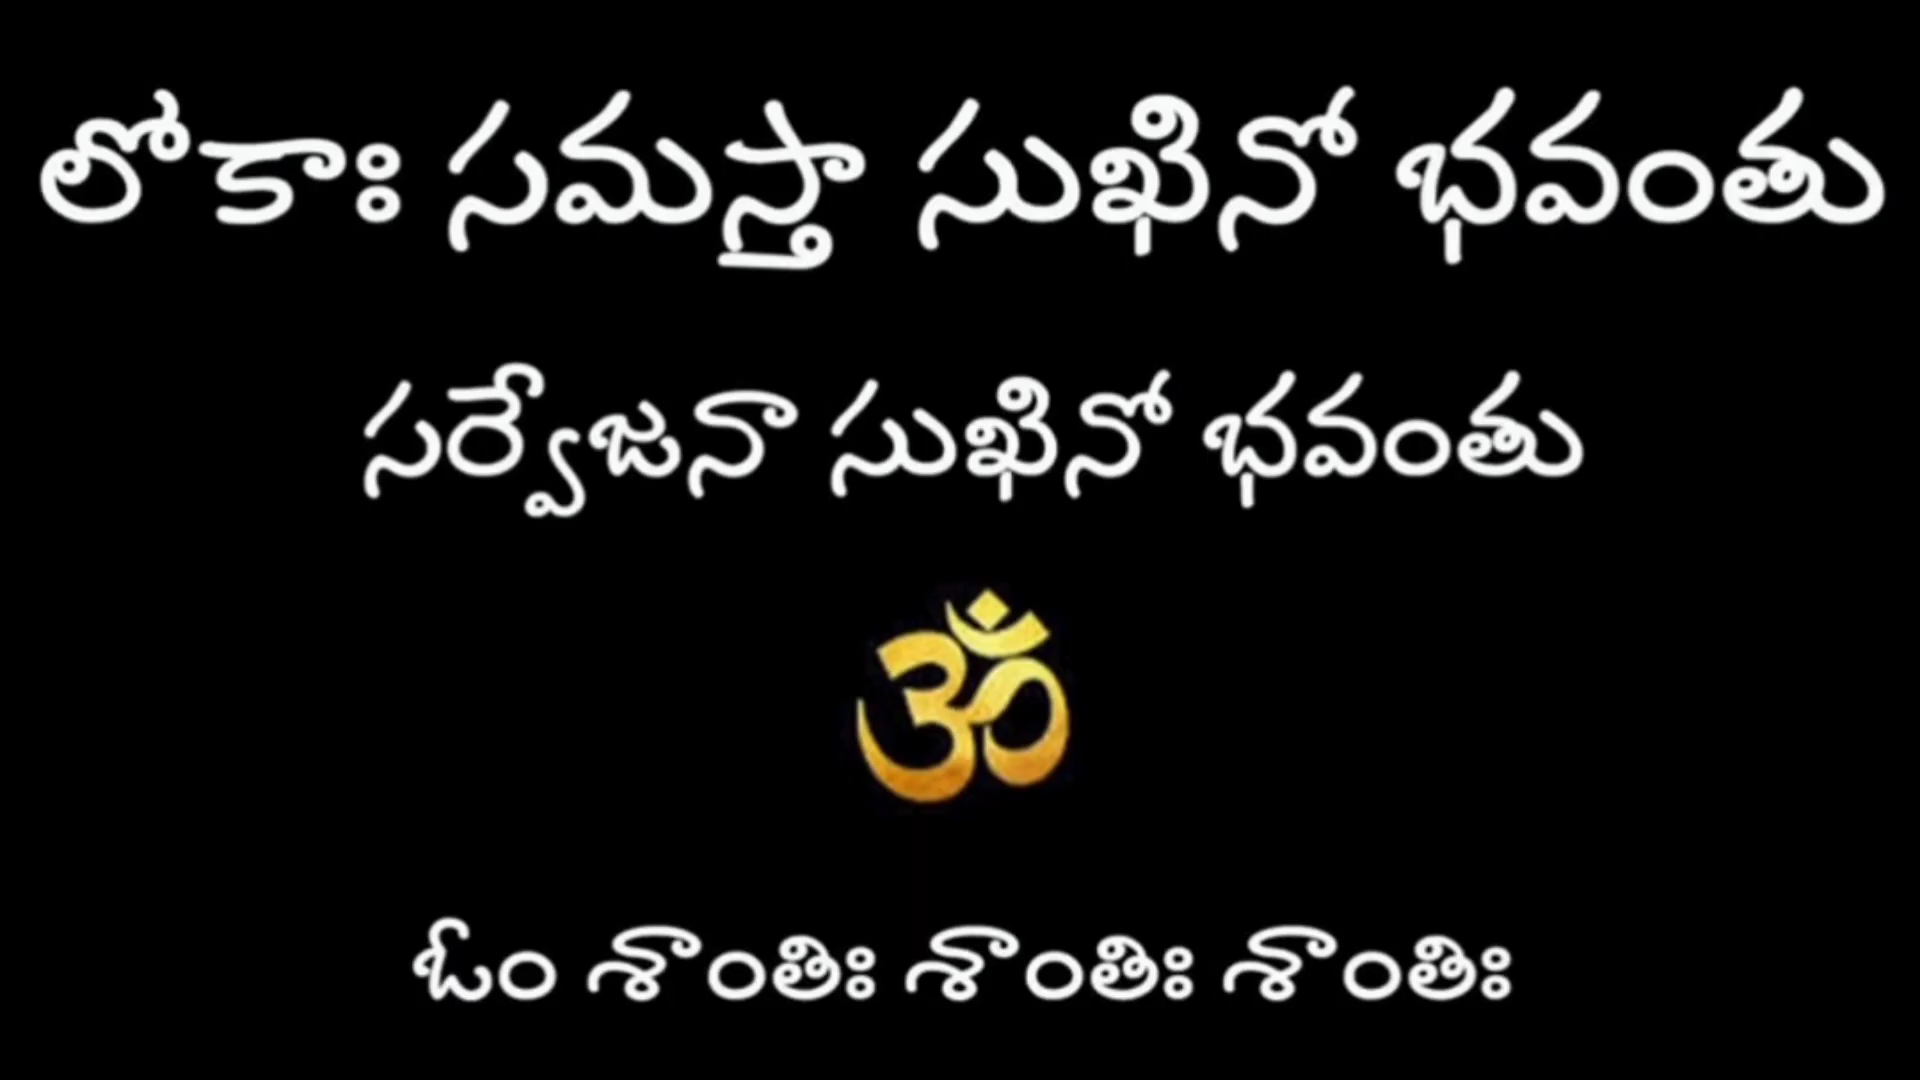 లోకాః సమస్తా సుఖినో భవంతు
సర్వేజనా సుఖినో భవంతు
ॐ
ఓం శాంతిః శాంతిః శాంతిః